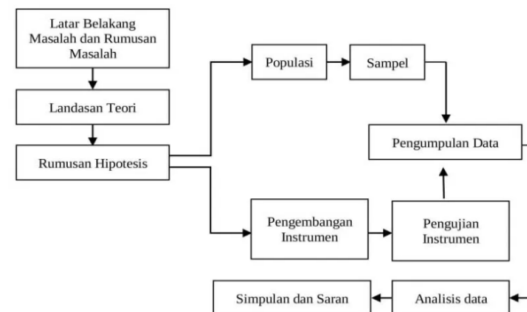 Latar Belakang
Masalah dan Rumusan
Masalah
Landasan Teori
Rumusan Hipotesis
Populasi
Sampel
Pengumpulan Data
Pengembangan
Instrumen
Pengujian
Instrumen
Simpulan dan Saran
Analisis data